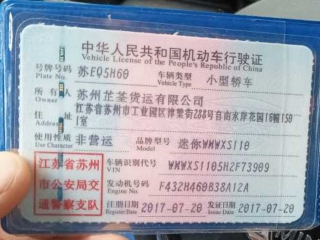 中华人民共和国机动车行驶证
Vehicle License of the People's Republic of China
号牌号码 苏EQ5H60 车辆类型 小型轿车
Plate No. Vehicle Type
所有人 苏州芷荃货运有限公司
Owner
住址 江苏省苏州市工业园区津梁街288号自由水岸花园16幢150
Address 1室
使用性质 非营运 品牌型号 迷你WMWXS110
Use Character Model
江苏省苏州
市公安局交
通警察支队
车辆识别代号 WMWXS1105H2F73909
VIN
发动机号码 F432H460B38A12A
Engine No.
注册日期 2017-07-20 发证日期 2017-07-20
Register Date Issue Date